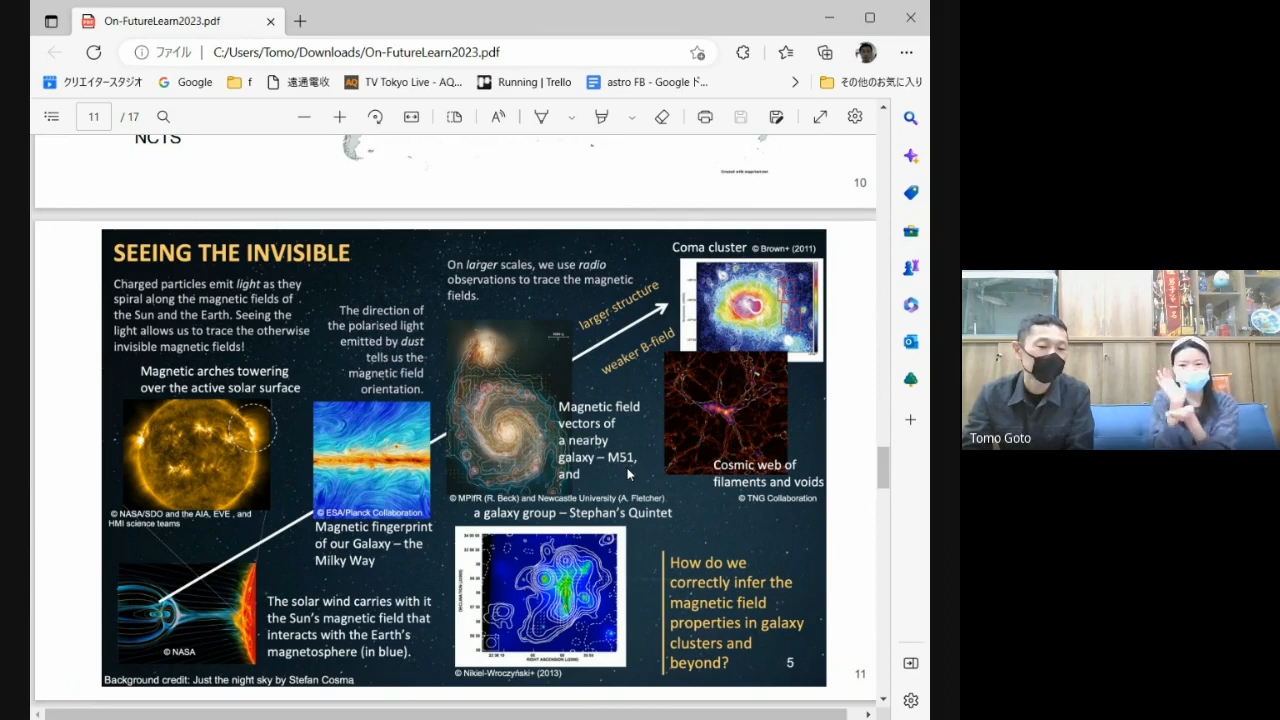 On-FutureLearn2023.pdf
ファイル
C:/Users/Tomo/Downloads/On-FutureLearn2023.pdf
クリエイタースタジオ
Google
f
遠通電収
TV Tokyo Live - AQ...
Running | Trello
astro FB - Google ド...
その他のお気に入り
11 / 17
NCTS
10
SEEING THE INVISIBLE
Charged particles emit light as they
spiral along the magnetic fields of
the Sun and the Earth. Seeing the
light allows us to trace the otherwise
invisible magnetic fields!
Magnetic arches towering
over the active solar surface
© NASA/SDO and the AIA, EVE , and
HMI science teams
© NASA
The solar wind carries with it
the Sun's magnetic field that
interacts with the Earth's
magnetosphere (in blue).
Background credit: Just the night sky by Stefan Cosma
The direction of
the polarised light
emitted by dust
tells us the
magnetic field
orientation.
© ESA/Planck Collaboration
Magnetic fingerprint
of our Galaxy – the
Milky Way
On larger scales, we use radio
observations to trace the magnetic
fields.
larger structure
weaker B-field
Magnetic field
vectors of
a nearby
galaxy – M51,
and
© MPIfR (R. Beck) and Newcastle University (A. Fletcher)
a galaxy group – Stephan's Quintet
DECLINATION (J2000)
RIGHT ASCENSION (J2000)
© Nikiel-Wroczyński+ (2013)
Coma cluster © Brown+ (2011)
Cosmic web of
filaments and voids
© TNG Collaboration
How do we
correctly infer the
magnetic field
properties in galaxy
clusters and
beyond?
5
11
Tomo Goto